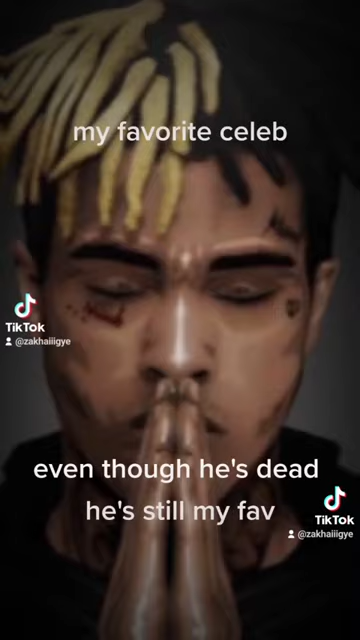 my favorite celeb
TikTok
@zakhaiiigye
even though he's dead
he's still my fav
TikTok
@zakhaiiigye